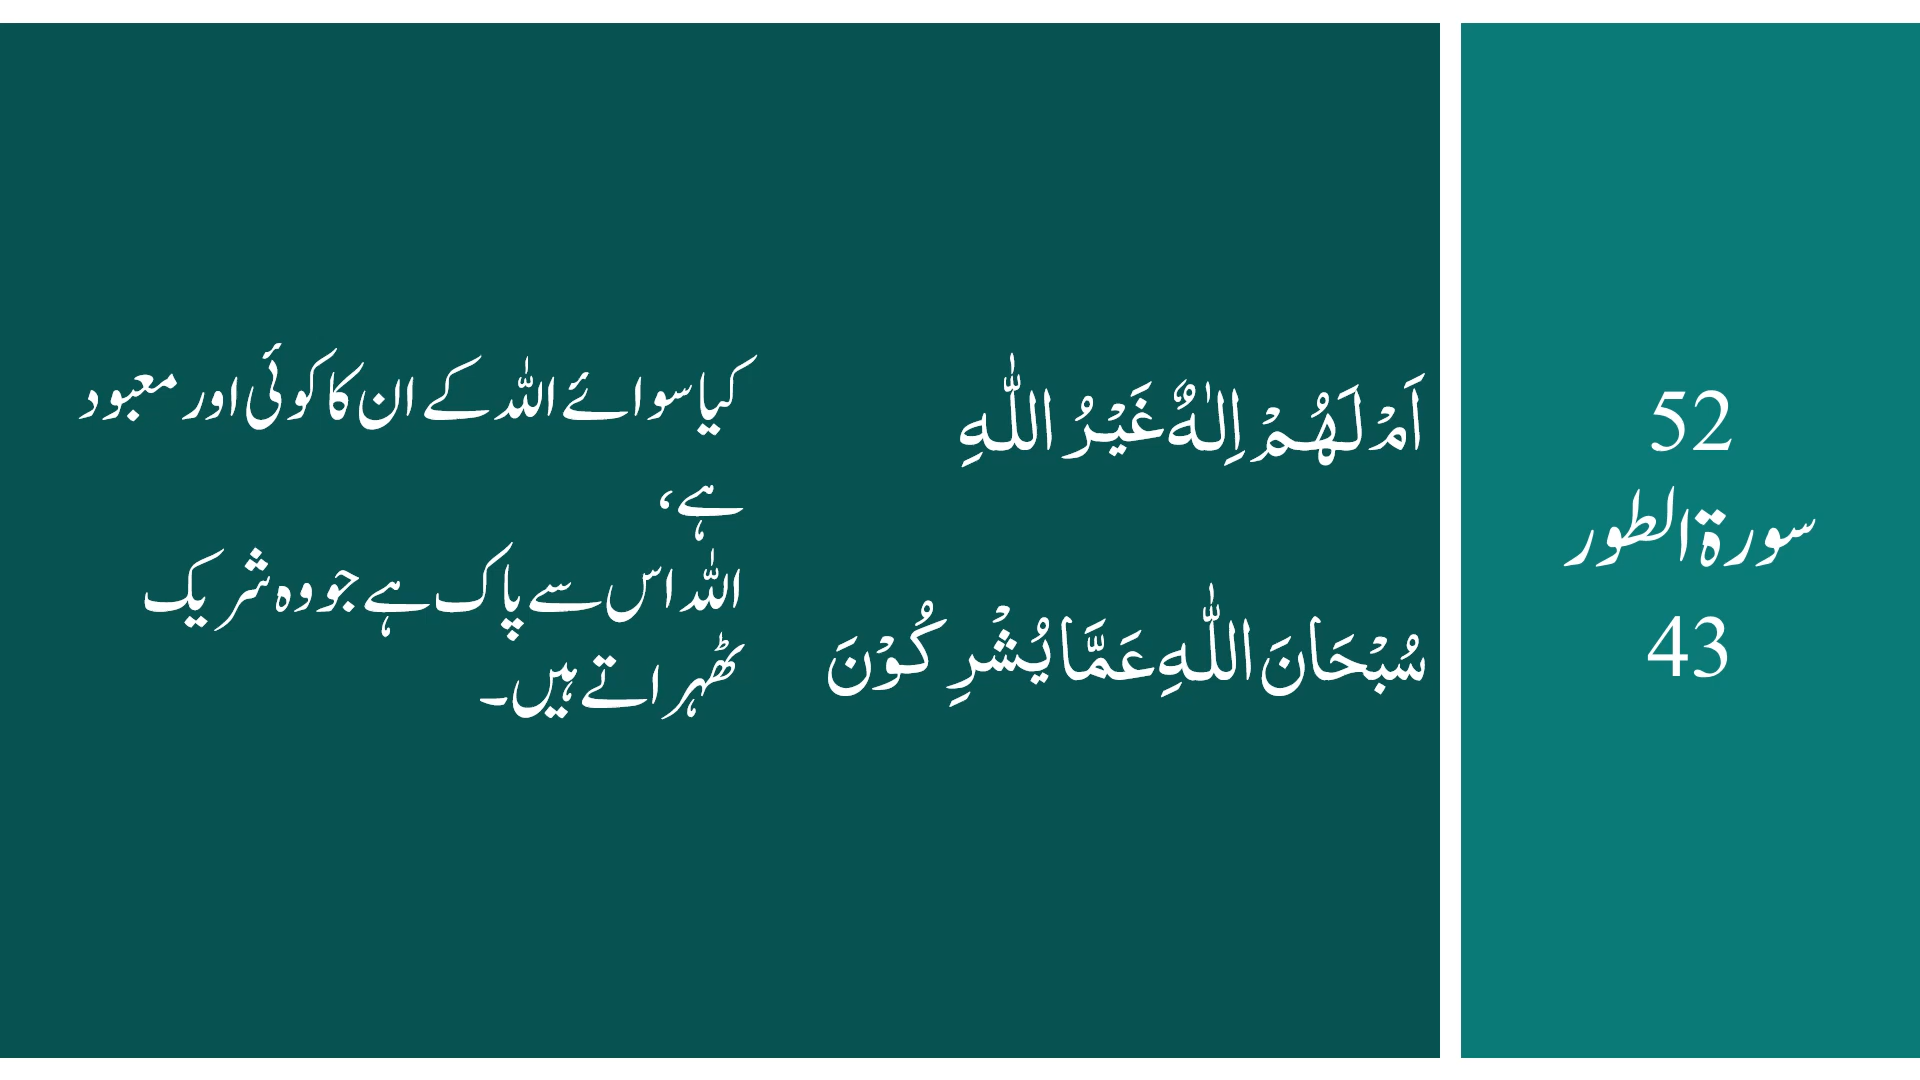 52
سورۃ الطور
43
اَمْ لَهُمْ اِلٰهٌ غَيْرُ اللّٰهِ
سُبْحَانَ اللّٰهِ عَمَّا يُشْرِكُوْنَ
کیا سوائے اللہ کے ان کا کوئی اور معبود
ہے،
اللہ اس سے پاک ہے جو وہ شریک
ٹھہراتے ہیں۔